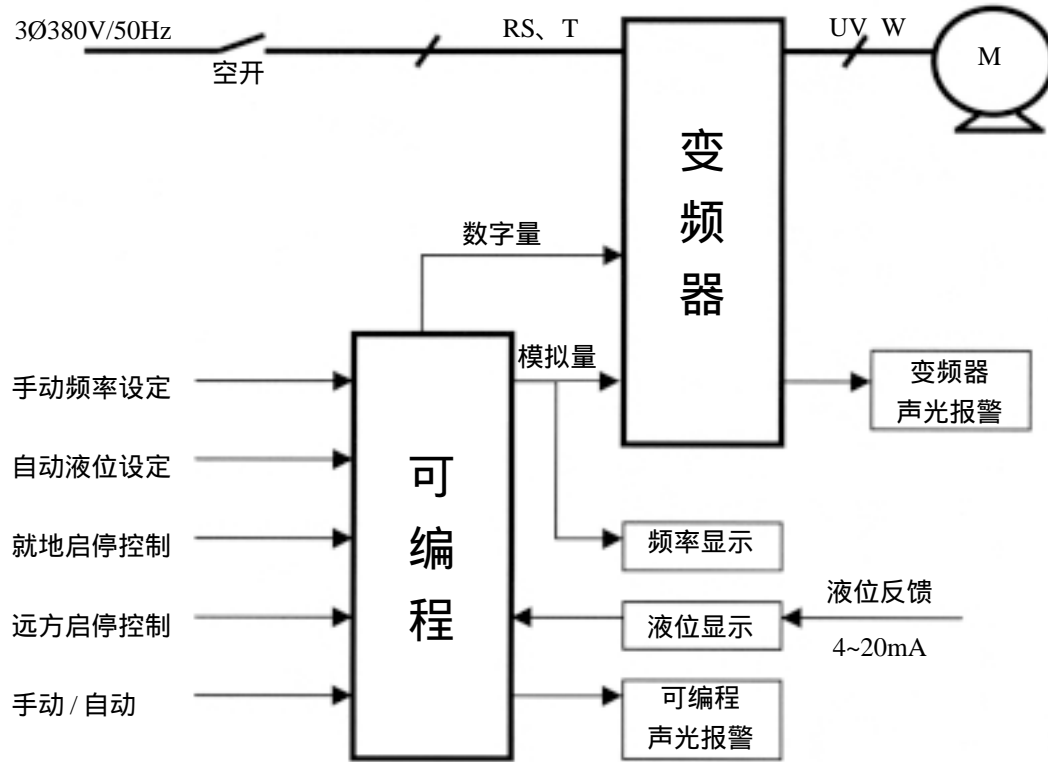 3Ø380V/50Hz
RS、T
UV W
空开
M
变频器
数字量
模拟量
手动频率设定
变频器
声光报警
自动液位设定
可编程
就地启停控制
频率显示
远方启停控制
液位显示
液位反馈
4~20mA
手动 / 自动
可编程
声光报警